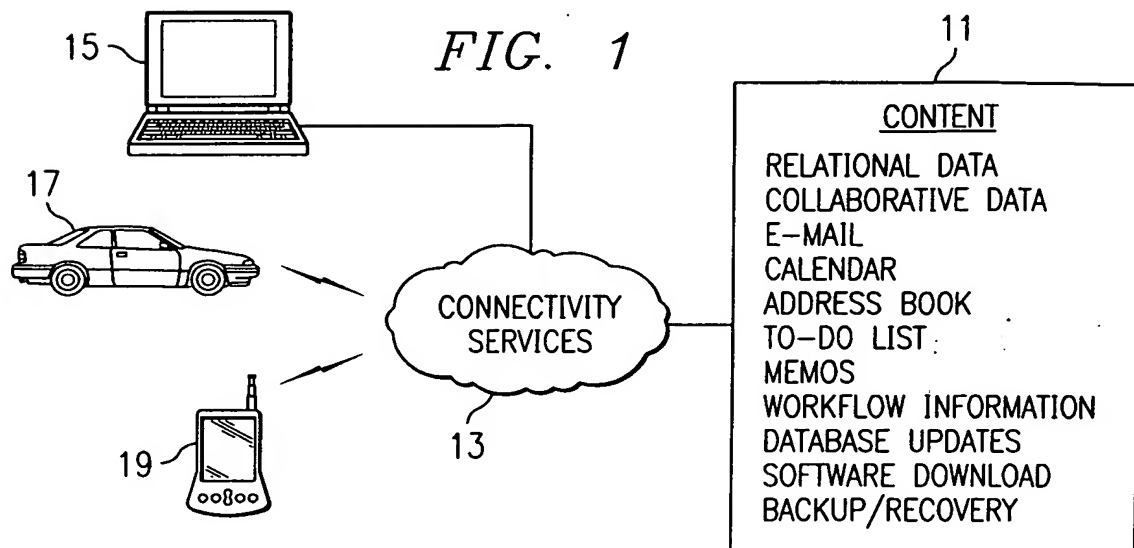 FIG. 1
15
17
19
CONNECTIVITY
SERVICES
13
11
CONTENT
RELATIONAL DATA
COLLABORATIVE DATA
E-MAIL
CALENDAR
ADDRESS BOOK
TO-DO LIST
MEMOS
WORKFLOW INFORMATION
DATABASE UPDATES
SOFTWARE DOWNLOAD
BACKUP/RECOVERY